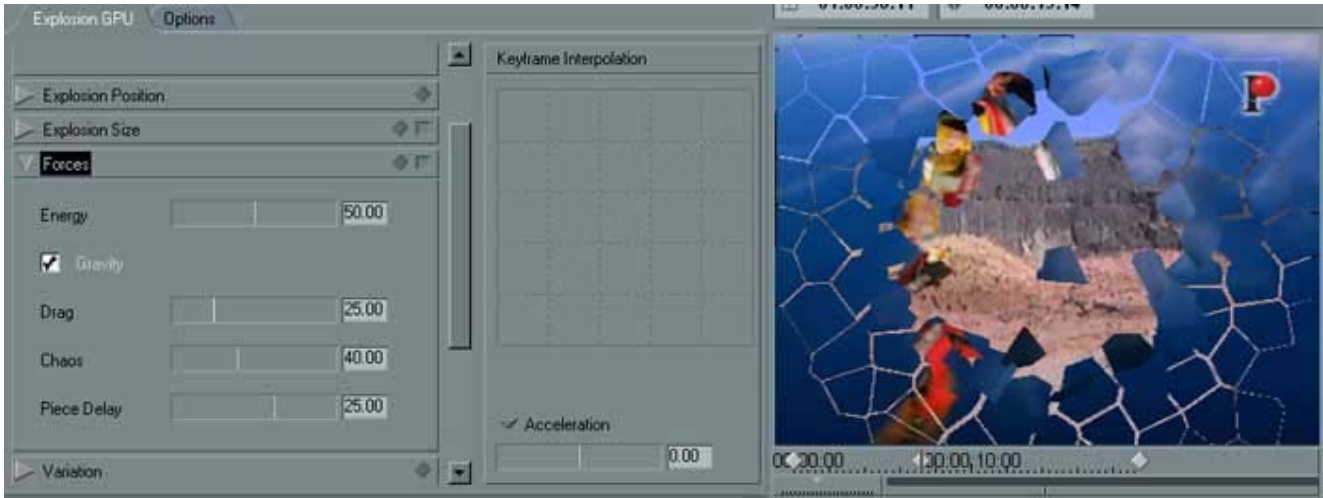 Explosion GPU
Options
Keyframe Interpolation
Explosion Position
Explosion Size
Forces
Energy
50.00
Gravity
Drag
25.00
Chaos
40.00
Piece Delay
25.00
Variation
Acceleration
0.00
P